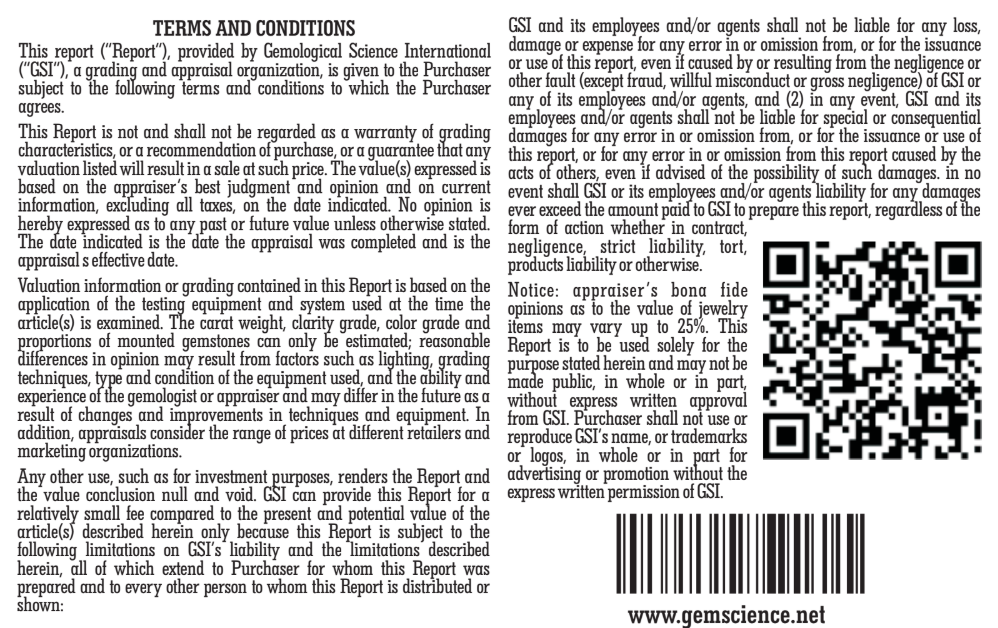 TERMS AND CONDITIONS
This report (“Report”), provided by Gemological Science International
(“GSI”), a grading and appraisal organization, is given to the Purchaser
subject to the following terms and conditions to which the Purchaser
agrees.
This Report is not and shall not be regarded as a warranty of grading
characteristics, or a recommendation of purchase, or a guarantee that any
valuation listed will result in a sale at such price. The value(s) expressed is
based on the appraiser’s best judgment and opinion and on current
information, excluding all taxes, on the date indicated. No opinion is
hereby expressed as to any past or future value unless otherwise stated.
The date indicated is the date the appraisal was completed and is the
appraisal s effective date.
Valuation information or grading contained in this Report is based on the
application of the testing equipment and system used at the time the
article(s) is examined. The carat weight, clarity grade, color grade and
proportions of mounted gemstones can only be estimated; reasonable
differences in opinion may result from factors such as lighting, grading
techniques, type and condition of the equipment used, and the ability and
experience of the gemologist or appraiser and may differ in the future as a
result of changes and improvements in techniques and equipment. In
addition, appraisals consider the range of prices at different retailers and
marketing organizations.
Any other use, such as for investment purposes, renders the Report and
the value conclusion null and void. GSI can provide this Report for a
relatively small fee compared to the present and potential value of the
article(s) described herein only because this Report is subject to the
following limitations on GSI’s liability and the limitations described
herein, all of which extend to Purchaser for whom this Report was
prepared and to every other person to whom this Report is distributed or
shown:
GSI and its employees and/or agents shall not be liable for any loss,
damage or expense for any error in or omission from, or for the issuance
or use of this report, even if caused by or resulting from the negligence or
other fault (except fraud, willful misconduct or gross negligence) of GSI or
any of its employees and/or agents, and (2) in any event, GSI and its
employees and/or agents shall not be liable for special or consequential
damages for any error in or omission from, or for the issuance or use of
this report, or for any error in or omission from this report caused by the
acts of others, even if advised of the possibility of such damages. in no
event shall GSI or its employees and/or agents liability for any damages
ever exceed the amount paid to GSI to prepare this report, regardless of the
form of action whether in contract,
negligence, strict liability, tort,
products liability or otherwise.
Notice: appraiser’s bona fide
opinions as to the value of jewelry
items may vary up to 25%. This
Report is to be used solely for the
purpose stated herein and may not be
made public, in whole or in part,
without express written approval
from GSI. Purchaser shall not use or
reproduce GSI’s name, or trademarks
or logos, in whole or in part for
advertising or promotion without the
express written permission of GSI.
www.gemscience.net